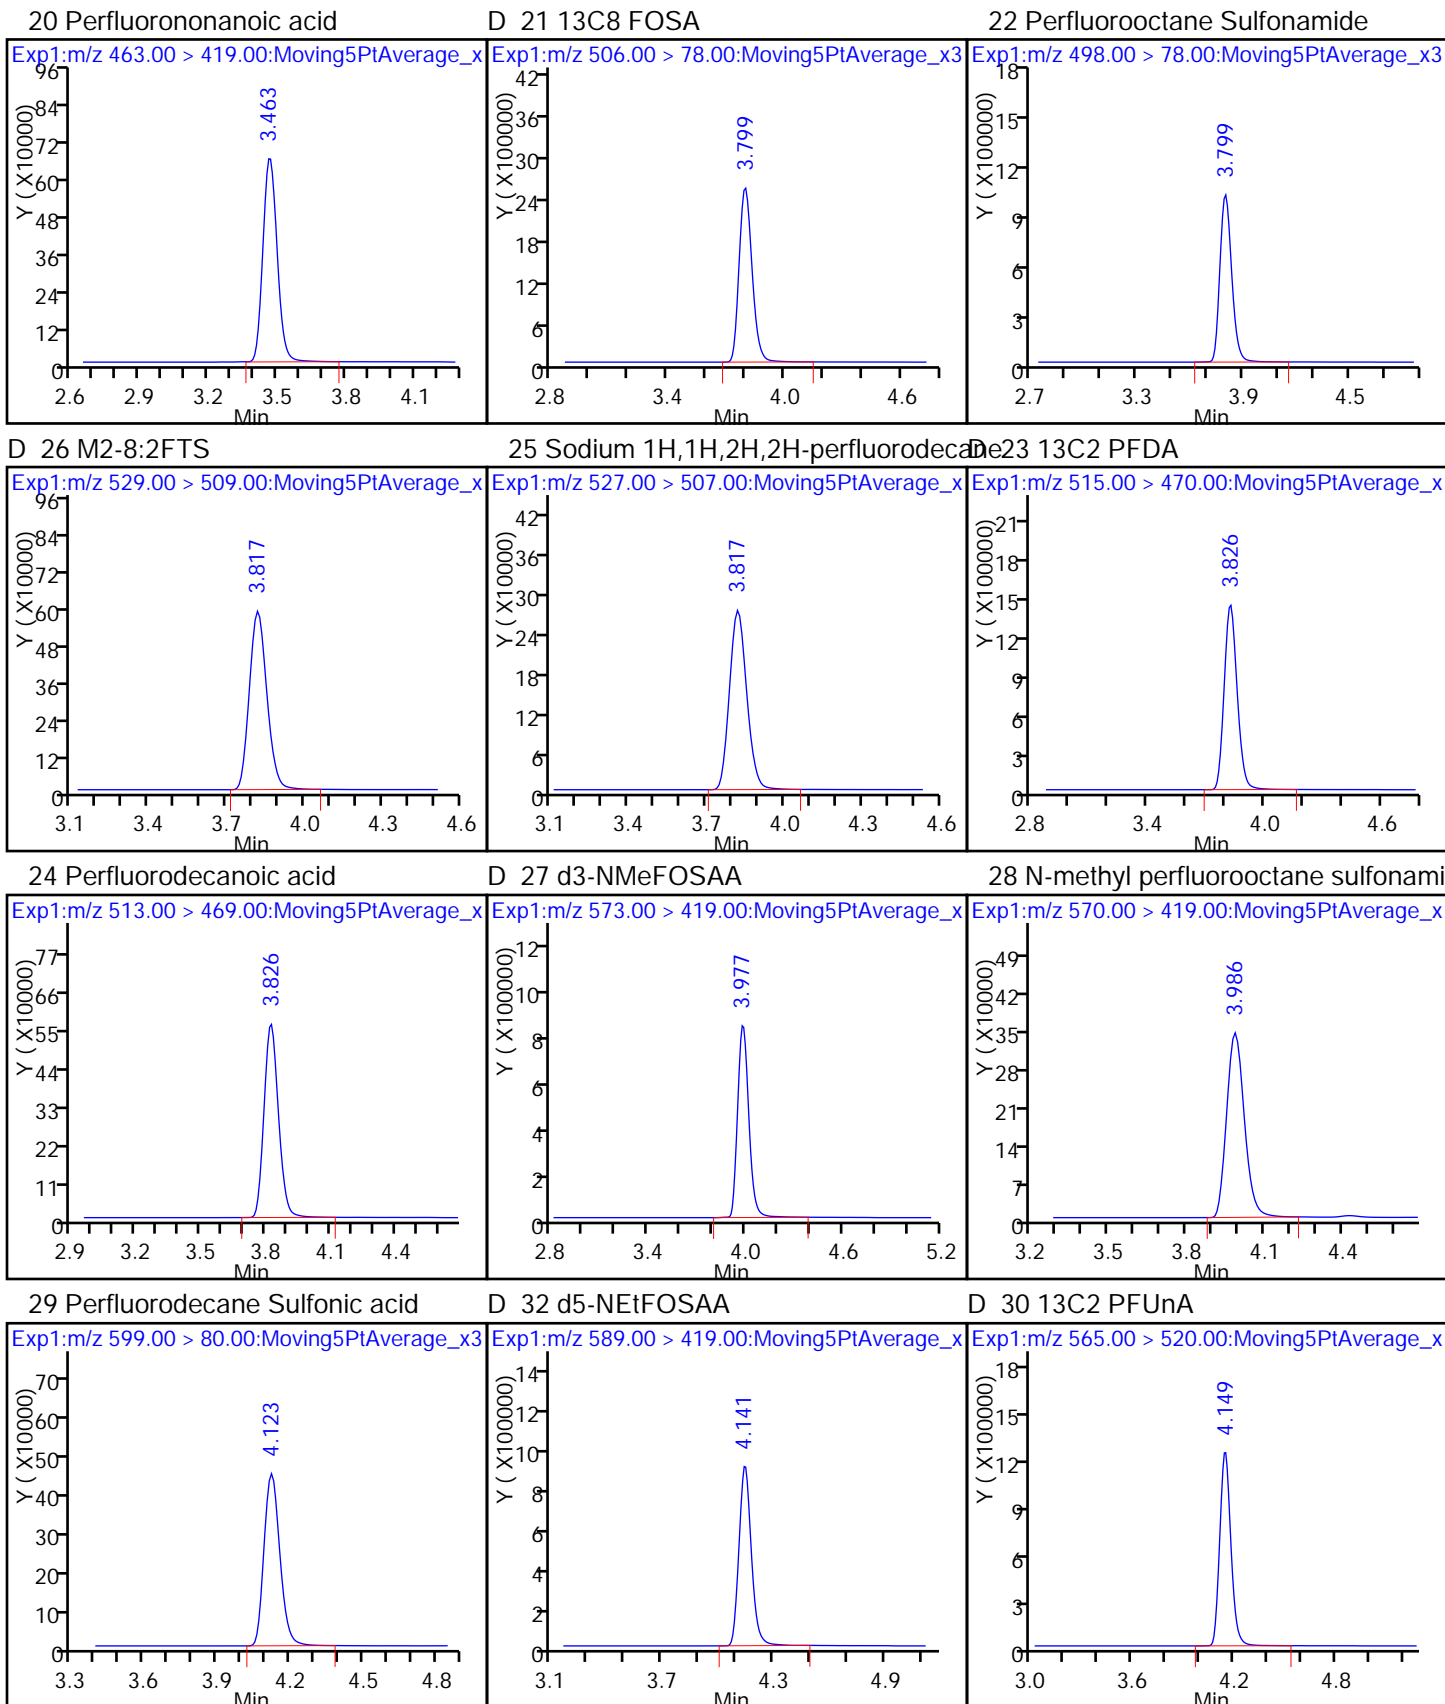 20 Perfluorononanoic acid
Exp1:m/z 463.00 > 419.00:Moving5PtAverage_x
Y ( X10000)
96
84
72
60
48
36
24
12
0
3.463
2.6 2.9 3.2 3.5 3.8 4.1
Min
D 21 13C8 FOSA
Exp1:m/z 506.00 > 78.00:Moving5PtAverage_x3
Y ( X100000)
42
36
30
24
18
12
6
0
3.799
2.8 3.4 4.0 4.6
Min
22 Perfluorooctane Sulfonamide
Exp1:m/z 498.00 > 78.00:Moving5PtAverage_x3
Y ( X100000)
18
15
12
9
6
3
0
3.799
2.7 3.3 3.9 4.5
Min
D 26 M2-8:2FTS
Exp1:m/z 529.00 > 509.00:Moving5PtAverage_x
Y ( X10000)
96
84
72
60
48
36
24
12
0
3.817
3.1 3.4 3.7 4.0 4.3 4.6
Min
25 Sodium 1H,1H,2H,2H-perfluorodecane
Exp1:m/z 527.00 > 507.00:Moving5PtAverage_x
Y ( X10000)
42
36
30
24
18
12
6
0
3.817
3.1 3.4 3.7 4.0 4.3 4.6
Min
D 23 13C2 PFDA
Exp1:m/z 515.00 > 470.00:Moving5PtAverage_x
Y ( X100000)
21
18
15
12
9
6
3
0
3.826
2.8 3.4 4.0 4.6
Min
24 Perfluorodecanoic acid
Exp1:m/z 513.00 > 469.00:Moving5PtAverage_x
Y ( X10000)
77
66
55
44
33
22
11
0
3.826
2.9 3.2 3.5 3.8 4.1 4.4
Min
D 27 d3-NMeFOSAA
Exp1:m/z 573.00 > 419.00:Moving5PtAverage_x
Y ( X100000)
12
10
8
6
4
2
0
3.977
2.8 3.4 4.0 4.6 5.2
Min
28 N-methyl perfluorooctane sulfonami
Exp1:m/z 570.00 > 419.00:Moving5PtAverage_x
Y ( X10000)
49
42
35
28
21
14
7
0
3.986
3.2 3.5 3.8 4.1 4.4
Min
29 Perfluorodecane Sulfonic acid
Exp1:m/z 599.00 > 80.00:Moving5PtAverage_x3
Y ( X10000)
70
60
50
40
30
20
10
0
4.123
3.3 3.6 3.9 4.2 4.5 4.8
Min
D 32 d5-NEtFOSAA
Exp1:m/z 589.00 > 419.00:Moving5PtAverage_x
Y ( X100000)
14
12
10
8
6
4
2
0
4.141
3.1 3.7 4.3 4.9
Min
D 30 13C2 PFUnA
Exp1:m/z 565.00 > 520.00:Moving5PtAverage_x
Y ( X100000)
18
15
12
9
6
3
0
4.149
3.0 3.6 4.2 4.8
Min